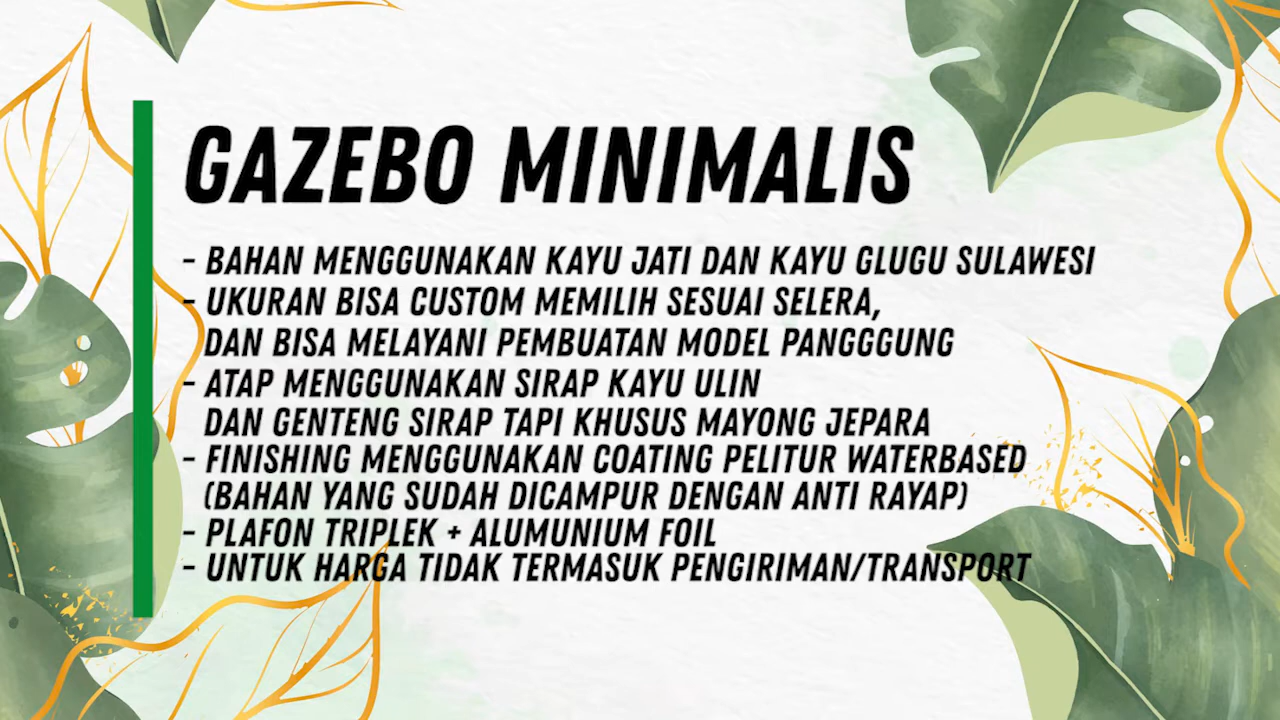 GAZEBO MINIMALIS
- BAHAN MENGGUNAKAN KAYU JATI DAN KAYU GLUGU SULAWESI
- UKURAN BISA CUSTOM MEMILIH SESUAI SELERA,
DAN BISA MELAYANI PEMBUATAN MODEL PANGGGUNG
- ATAP MENGGUNAKAN SIRAP KAYU ULIN
DAN GENTENG SIRAP TAPI KHUSUS MAYONG JEPARA
- FINISHING MENGGUNAKAN COATING PELITUR WATERBASED
(BAHAN YANG SUDAH DICAMPUR DENGAN ANTI RAYAP)
- PLAFON TRIPLEK + ALUMUNIUM FOIL
- UNTUK HARGA TIDAK TERMASUK PENGIRIMAN/TRANSPORT